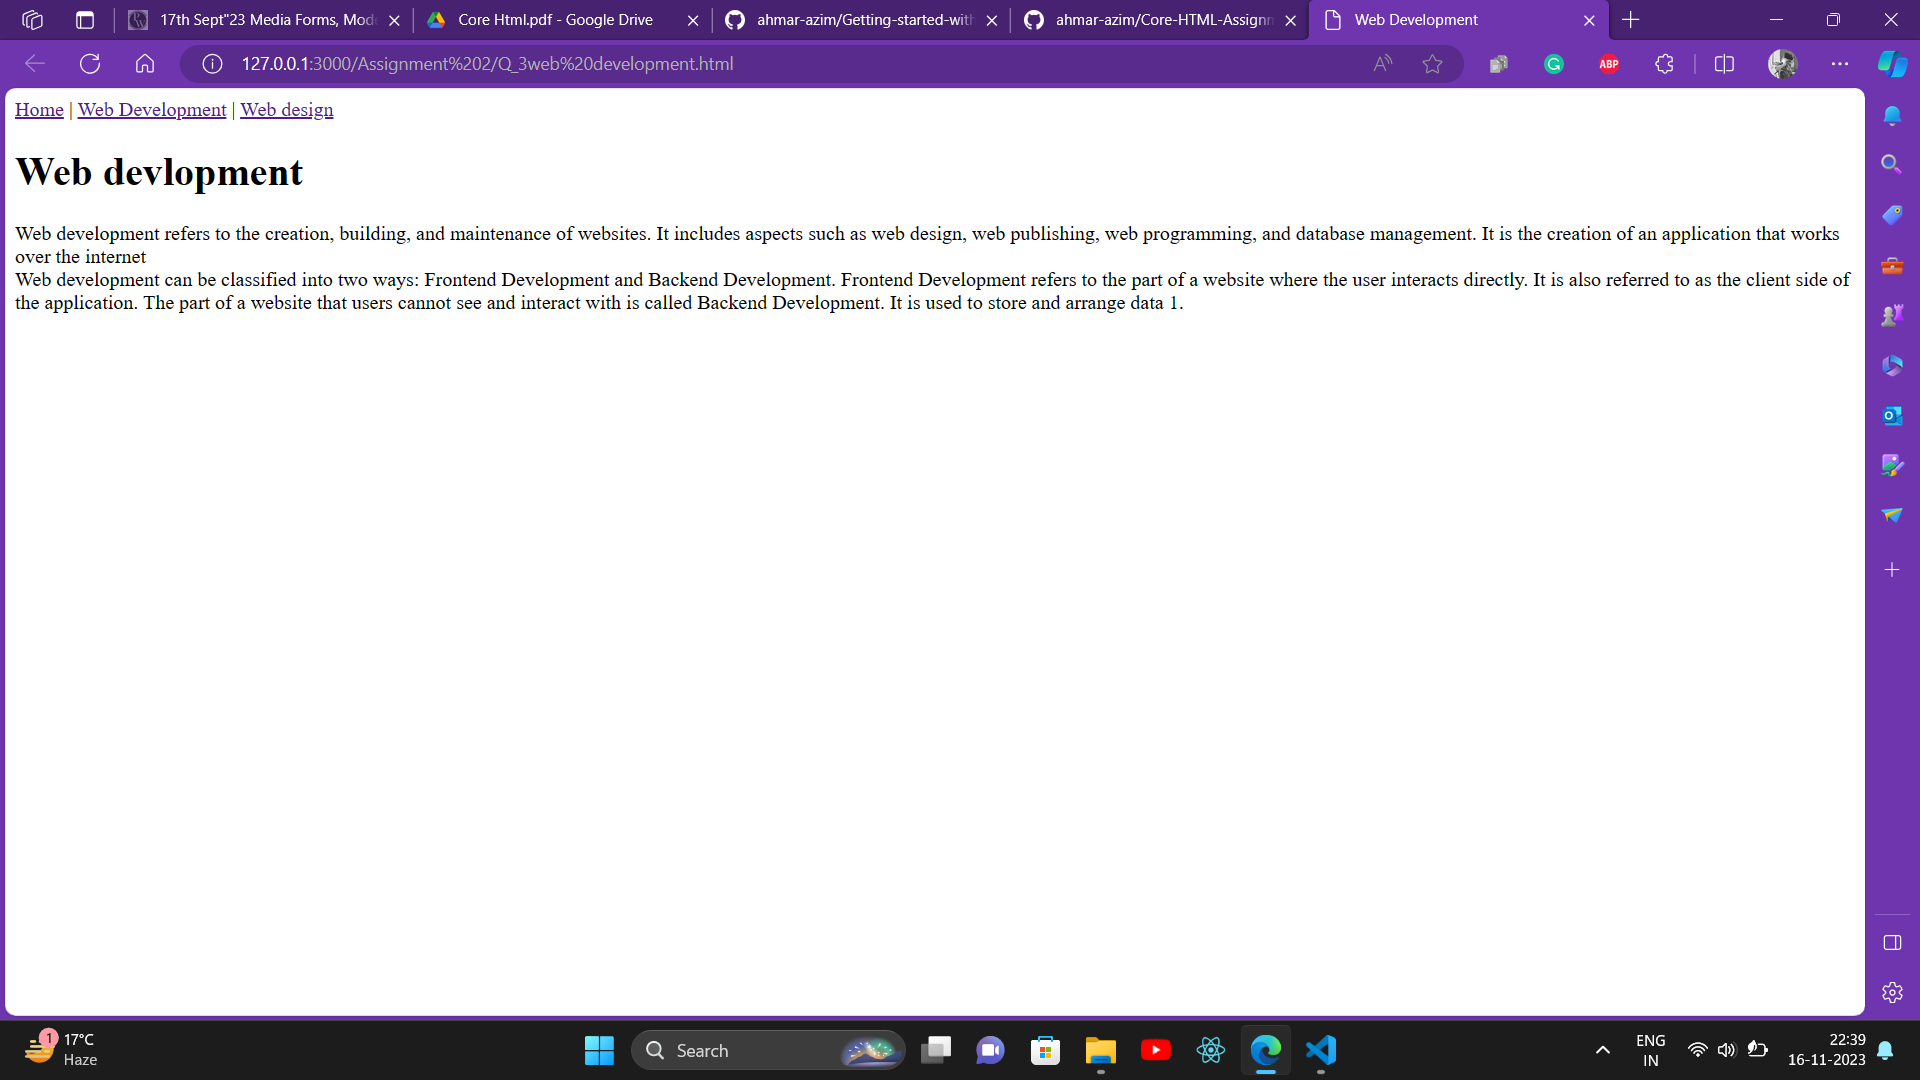 17th Sept"23 Media Forms, Mod
Core Html.pdf - Google Drive
ahmar-azim/Getting-started-with
ahmar-azim/Core-HTML-Assignm
Web Development
127.0.0.1:3000/Assignment%202/Q_3web%20development.html
ABP
Home | Web Development | Web design
Web devlopment
Web development refers to the creation, building, and maintenance of websites. It includes aspects such as web design, web publishing, web programming, and database management. It is the creation of an application that works
over the internet
Web development can be classified into two ways: Frontend Development and Backend Development. Frontend Development refers to the part of a website where the user interacts directly. It is also referred to as the client side of
the application. The part of a website that users cannot see and interact with is called Backend Development. It is used to store and arrange data 1.
1
17°C
Haze
Search
ENG
IN
22:39
16-11-2023